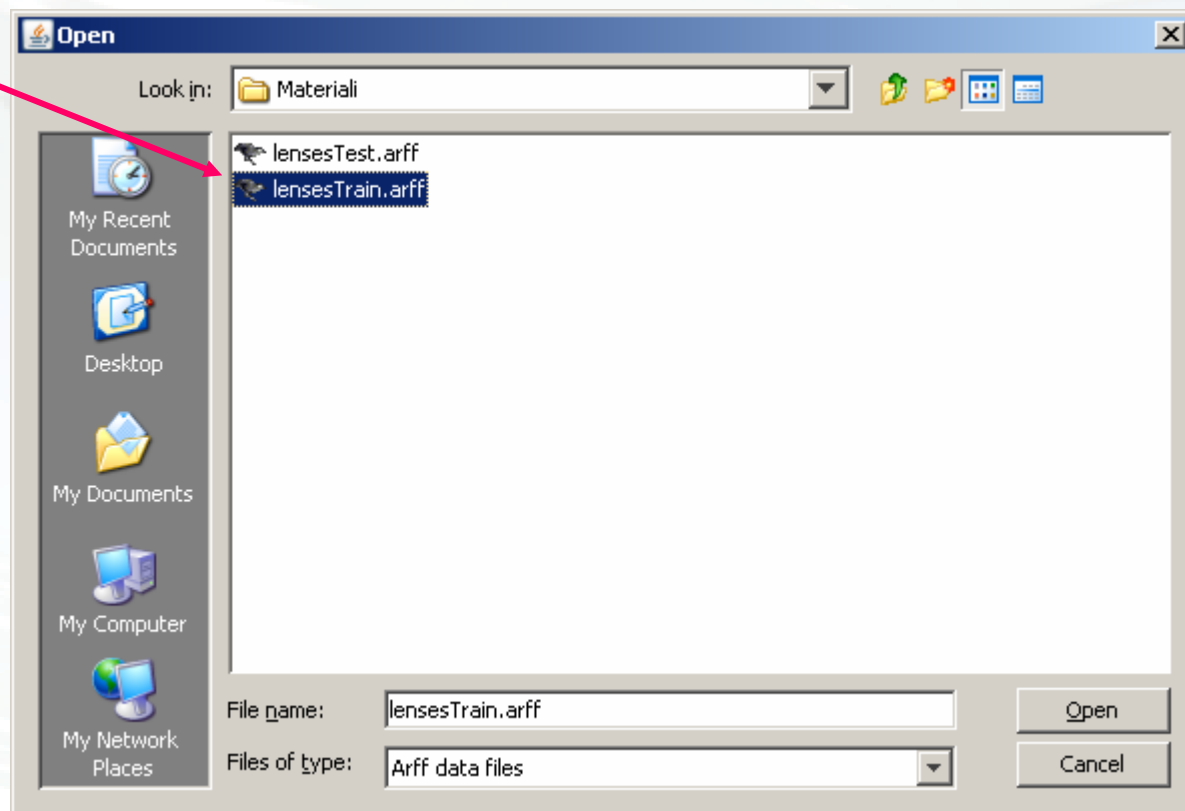 Open
Look in:
Materiali
lensesTest.arff
lensesTrain.arff
My Recent
Documents
Desktop
My Documents
My Computer
My Network
Places
File name:
lensesTrain.arff
Open
Files of type:
Arff data files
Cancel